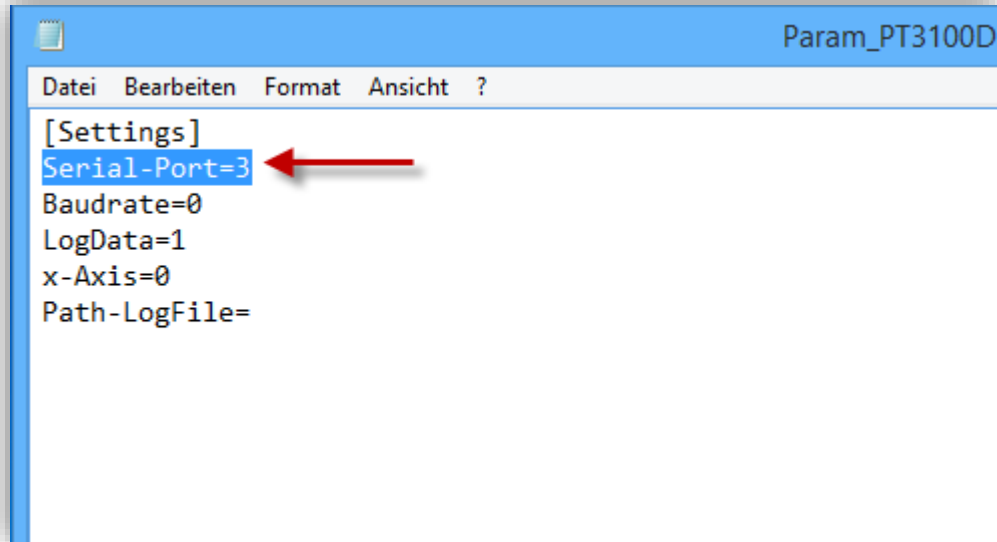 Param_PT3100D
Datei Bearbeiten Format Ansicht ?
[Settings]
Serial-Port=3
Baudrate=0
LogData=1
x-Axis=0
Path-LogFile=